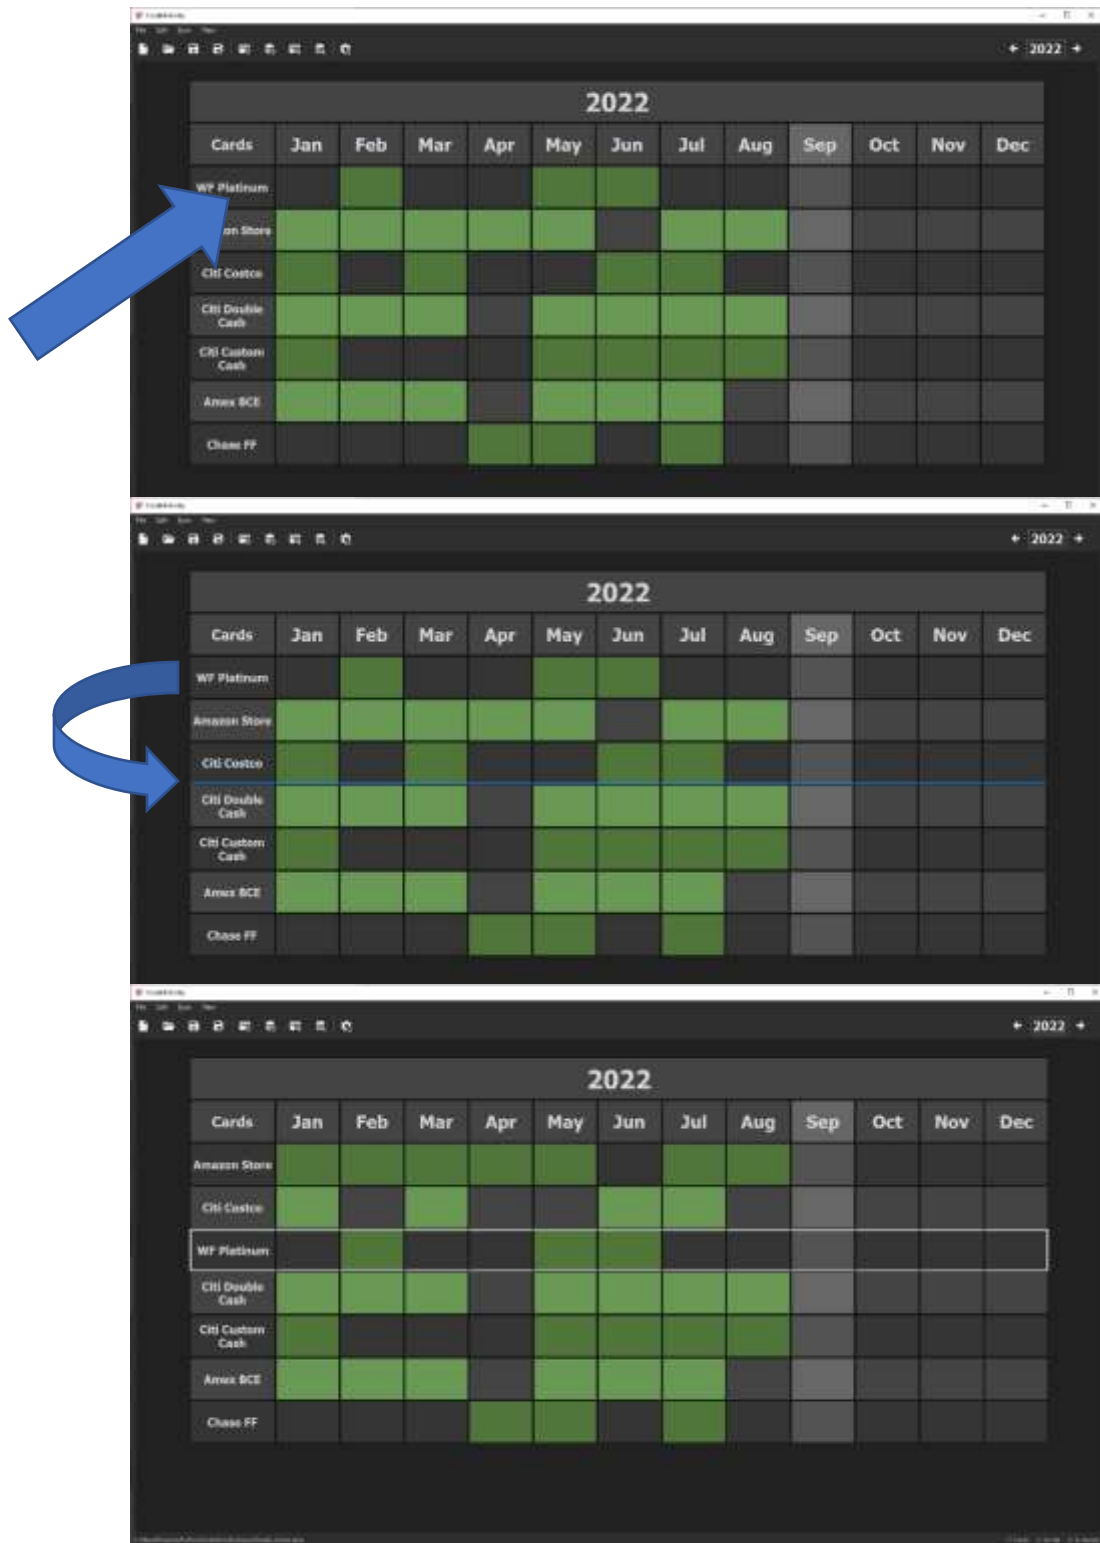 2022
2022
Cards Jan Feb Mar Apr May Jun Jul Aug Sep Oct Nov Dec
WF Platinum
on Store
Citi Costco
Citi Double
Cash
Citi Custom
Cash
Amex BCE
Chase FF
2022
2022
Cards Jan Feb Mar Apr May Jun Jul Aug Sep Oct Nov Dec
WF Platinum
Amazon Store
Citi Costco
Citi Double
Cash
Citi Custom
Cash
Amex BCE
Chase FF
2022
2022
Cards Jan Feb Mar Apr May Jun Jul Aug Sep Oct Nov Dec
Amazon Store
Citi Costco
WF Platinum
Citi Double
Cash
Citi Custom
Cash
Amex BCE
Chase FF